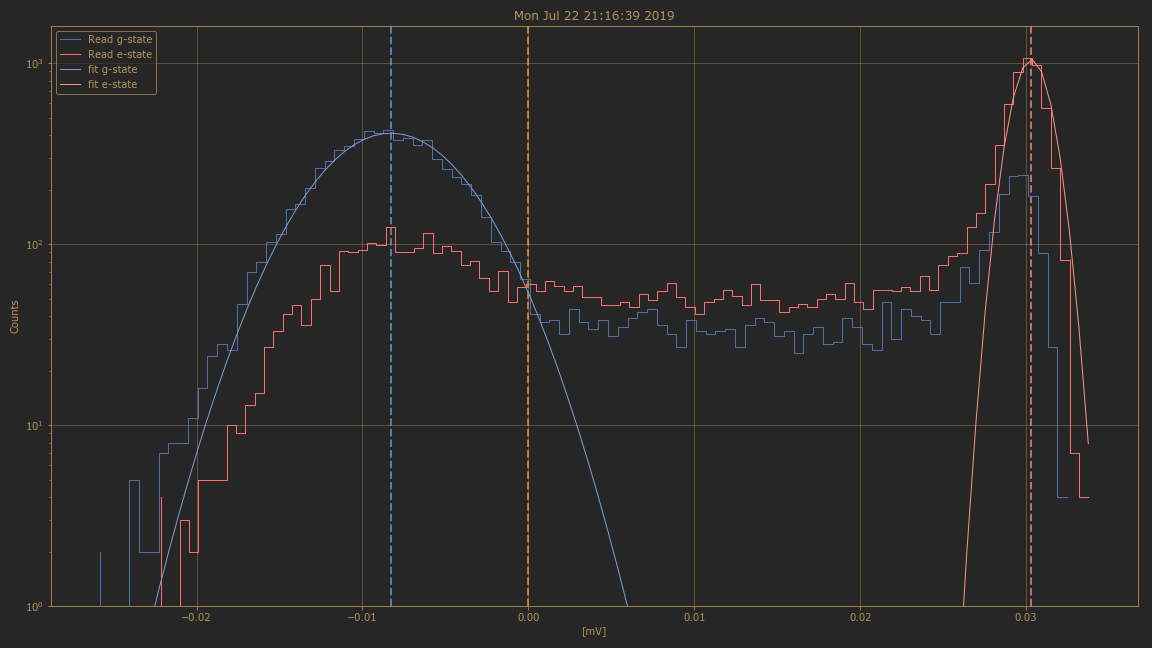 Mon Jul 22 21:16:39 2019
Read g-state
Read e-state
fit g-state
fit e-state
10³
10²
10¹
10⁰
Counts
−0.02 −0.01 0.00 0.01 0.02 0.03
[mV]